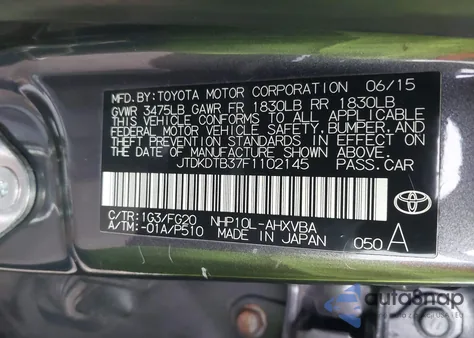 MFD.BY:TOYOTA MOTOR CORPORATION 06/15
GVWR 3475LB GAWR FR 1830LB RR 1830LB
THIS VEHICLE CONFORMS TO ALL APPLICABLE
FEDERAL MOTOR VEHICLE SAFETY,BUMPER,AND
THEFT PREVENTION STANDARDS IN EFFECT ON
THE DATE OF MANUFACTURE SHOWN ABOVE.
JTDKDTB37F1102145 PASS.CAR
C/TR:1G3/FG20 NHP10L-AHXVBA
A/TM:-01A/P510 MADE IN JAPAN 050 A
autosnap